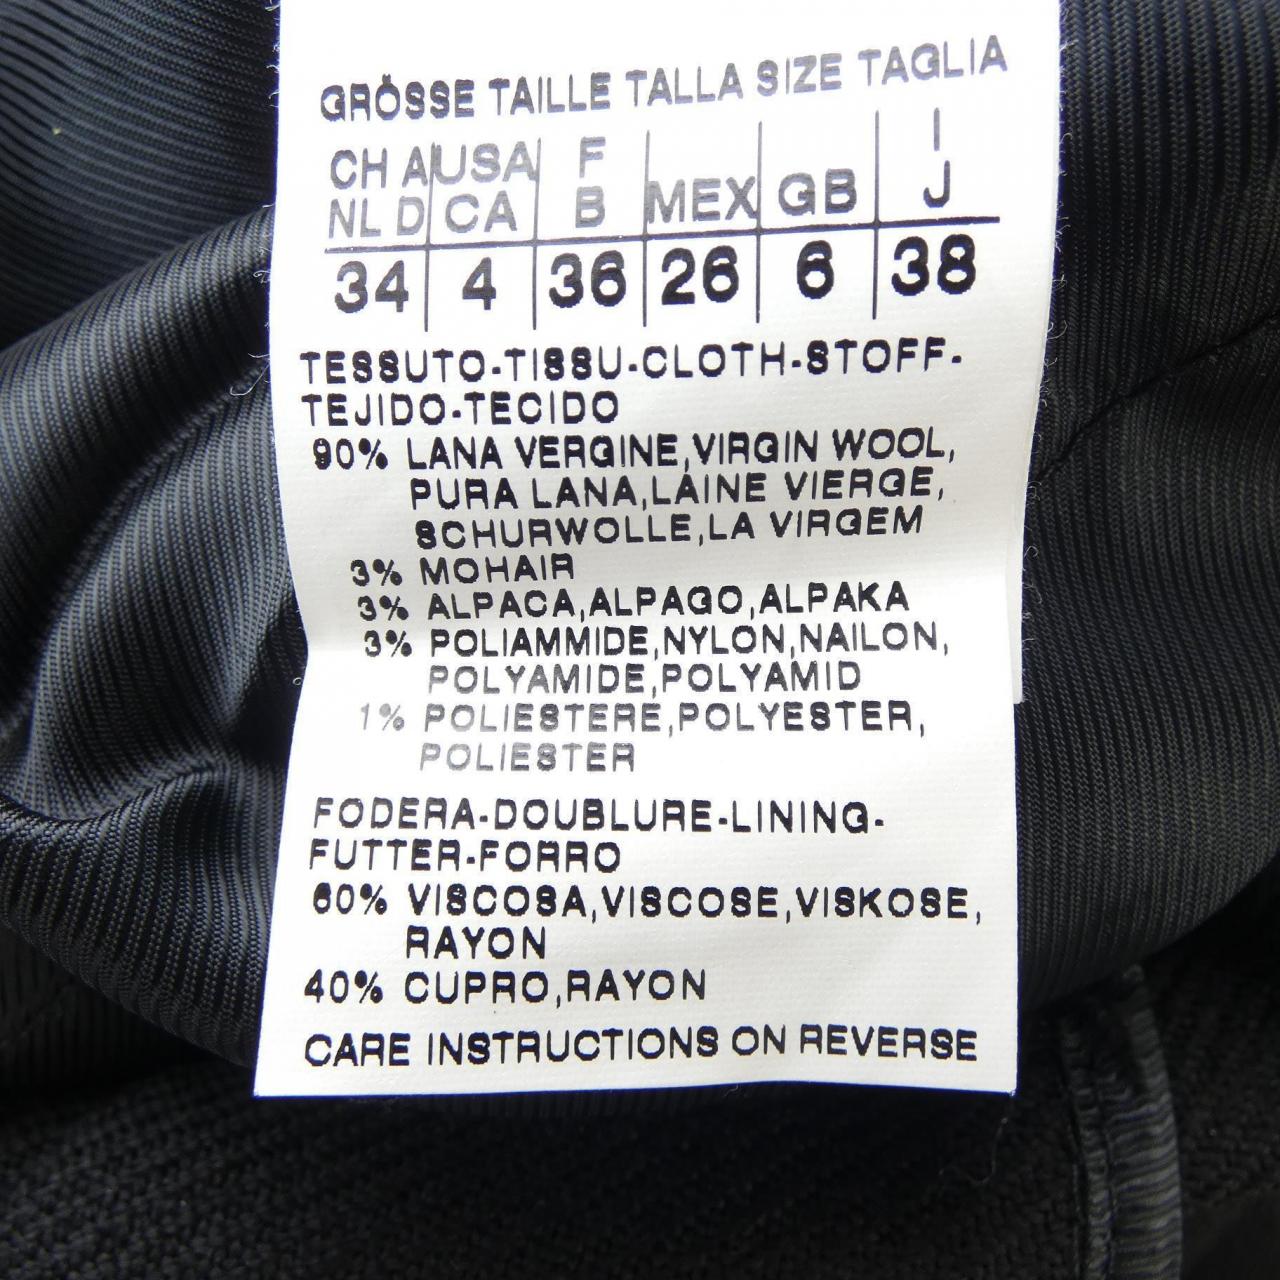 GRÖSSE TAILLE TALLA SIZE TAGLIA
CH A USA F MEX GB I
NL D CA B J
34 4 36 26 6 38
TESSUTO-TISSU-CLOTH-STOFF-
TEJIDO-TECIDO
90% LANA VERGINE,VIRGIN WOOL,
PURA LANA,LAINE VIERGE,
SCHURWOLLE,LA VIRGEM
3% MOHAIR
3% ALPACA,ALPAGO,ALPAKA
3% POLIAMMIDE,NYLON,NAILON,
POLYAMIDE,POLYAMID
1% POLIESTERE,POLYESTER,
POLIESTER
FODERA-DOUBLURE-LINING-
FUTTER-FORRO
60% VISCOSA,VISCOSE,VISKOSE,
RAYON
40% CUPRO,RAYON
CARE INSTRUCTIONS ON REVERSE